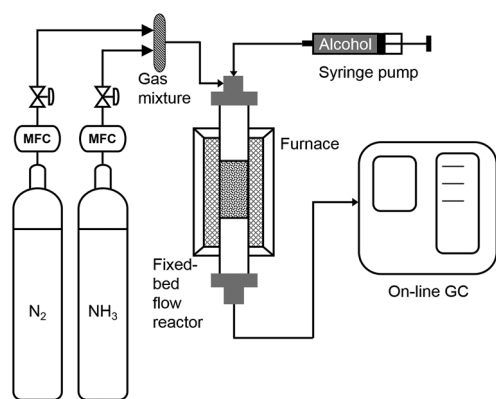 Alcohol
Gas
mixture
Syringe pump
MFC
MFC
Furnace
N₂
NH₃
Fixed-
bed
flow
reactor
On-line GC